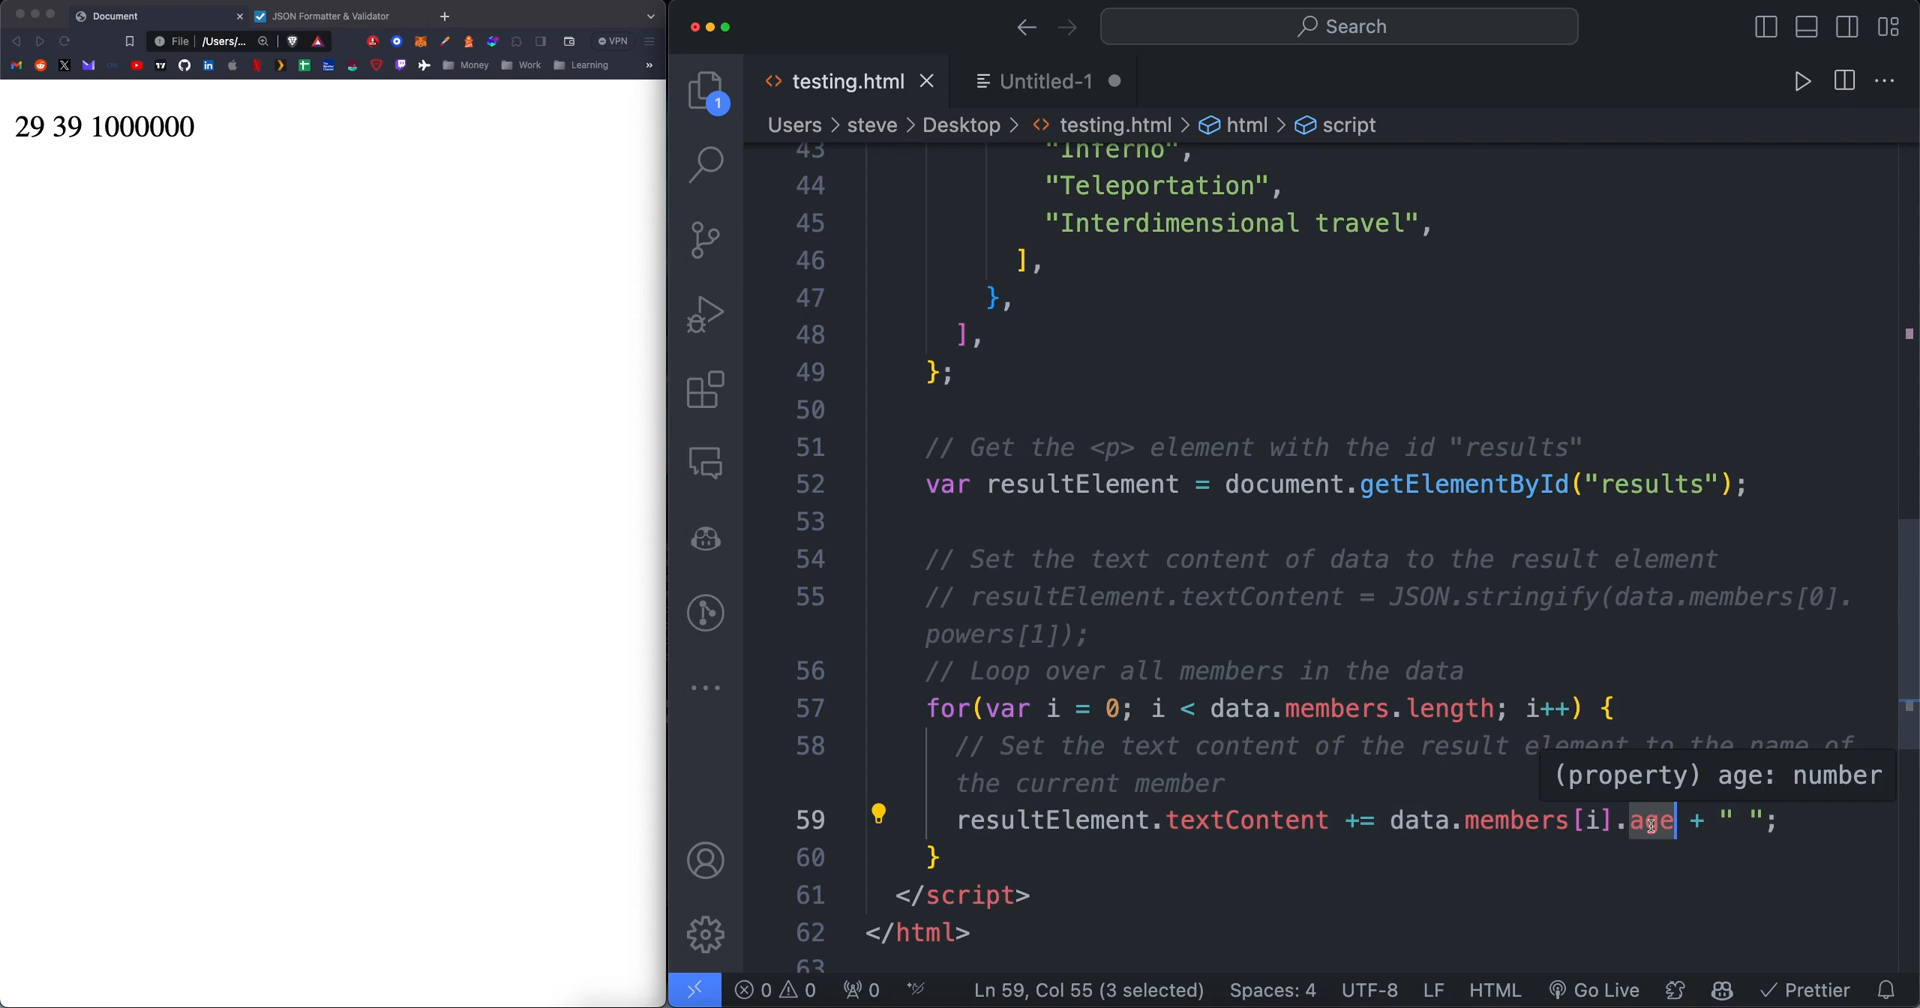 Document
JSON Formatter & Validator
File
/Users/...
VPN
Money
Work
Learning
»
29 39 1000000
Search
1
testing.html
Untitled-1
Users > steve > Desktop > testing.html > html > script
43 "Inferno",
44 "Teleportation",
45 "Interdimensional travel",
46 ],
47 },
48 ],
49 };
50
51 // Get the <p> element with the id "results"
52 var resultElement = document.getElementById("results");
53
54 // Set the text content of data to the result element
55 // resultElement.textContent = JSON.stringify(data.members[0].
powers[1]);
56 // Loop over all members in the data
57 for(var i = 0; i < data.members.length; i++) {
58 // Set the text content of the result element to the name of
the current member
(property) age: number
59 resultElement.textContent += data.members[i].age + " ";
60 }
61 </script>
62 </html>
63
0 0 0 Ln 59, Col 55 (3 selected) Spaces: 4 UTF-8 LF HTML Go Live Prettier